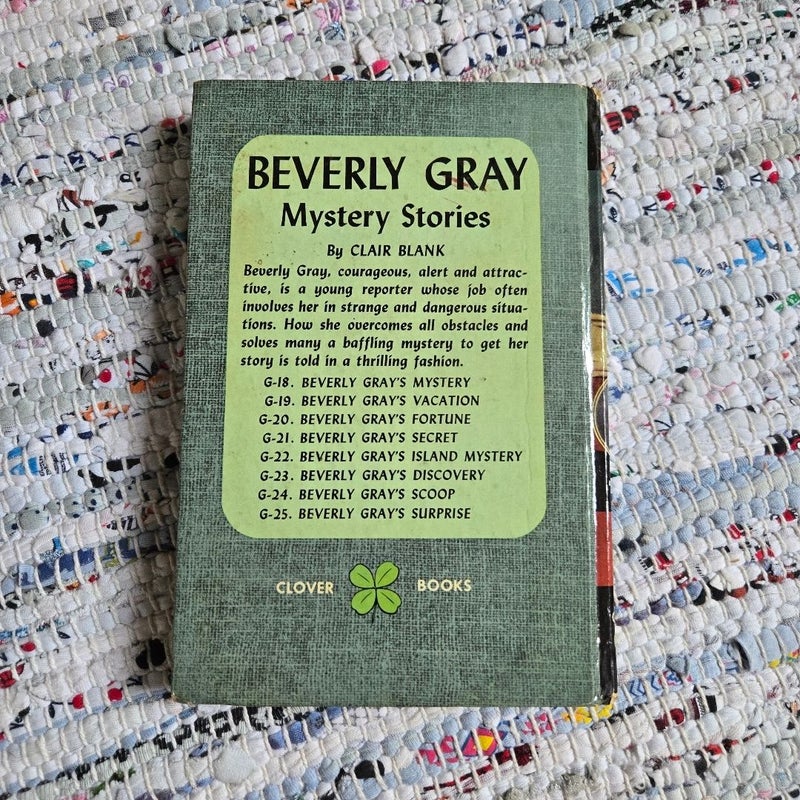 BEVERLY GRAY
Mystery Stories
By CLAIR BLANK
Beverly Gray, courageous, alert and attrac-
tive, is a young reporter whose job often
involves her in strange and dangerous situa-
tions. How she overcomes all obstacles and
solves many a baffling mystery to get her
story is told in a thrilling fashion.
G-18. BEVERLY GRAY'S MYSTERY
G-19. BEVERLY GRAY'S VACATION
G-20. BEVERLY GRAY'S FORTUNE
G-21. BEVERLY GRAY'S SECRET
G-22. BEVERLY GRAY'S ISLAND MYSTERY
G-23. BEVERLY GRAY'S DISCOVERY
G-24. BEVERLY GRAY'S SCOOP
G-25. BEVERLY GRAY'S SURPRISE
CLOVER BOOKS